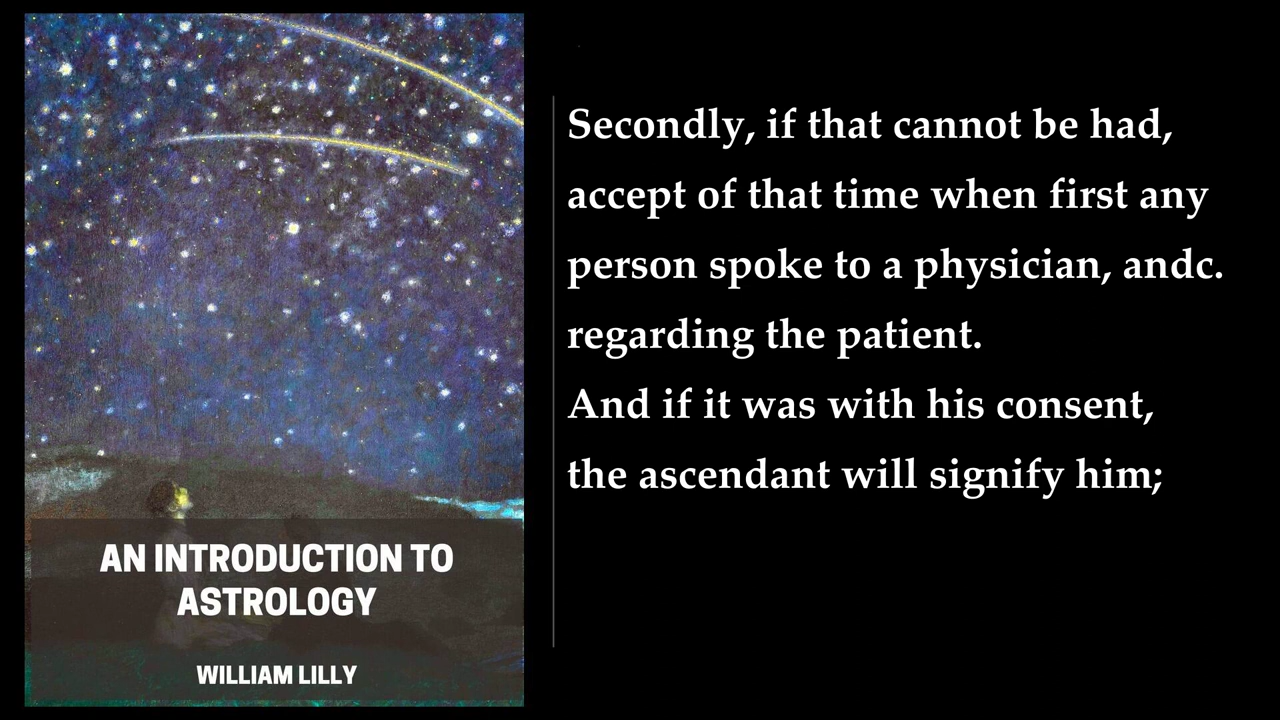 AN INTRODUCTION TO
ASTROLOGY
WILLIAM LILLY
Secondly, if that cannot be had,
accept of that time when first any
person spoke to a physician, andc.
regarding the patient.
And if it was with his consent,
the ascendant will signify him;